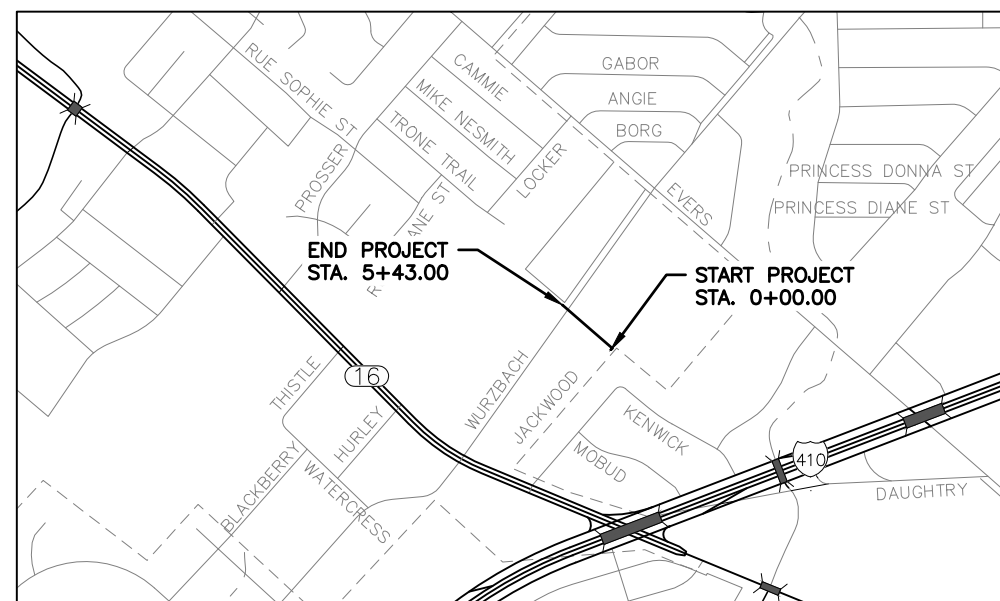 RUE SOPHIE ST
CAMMIE
MIKE NESMITH
TRONE TRAIL
PROSSER
LOCKER
GABOR
ANGIE
BORG
EVERS
PRINCESS DONNA ST
PRINCESS DIANE ST
ANE ST
END PROJECT
STA. 5+43.00
START PROJECT
STA. 0+00.00
THISTLE
16
HURLEY
BLACKBERRY
WATERCRESS
WURZBACH
JACKWOOD
KENWICK
MOBUD
410
DAUGHTRY